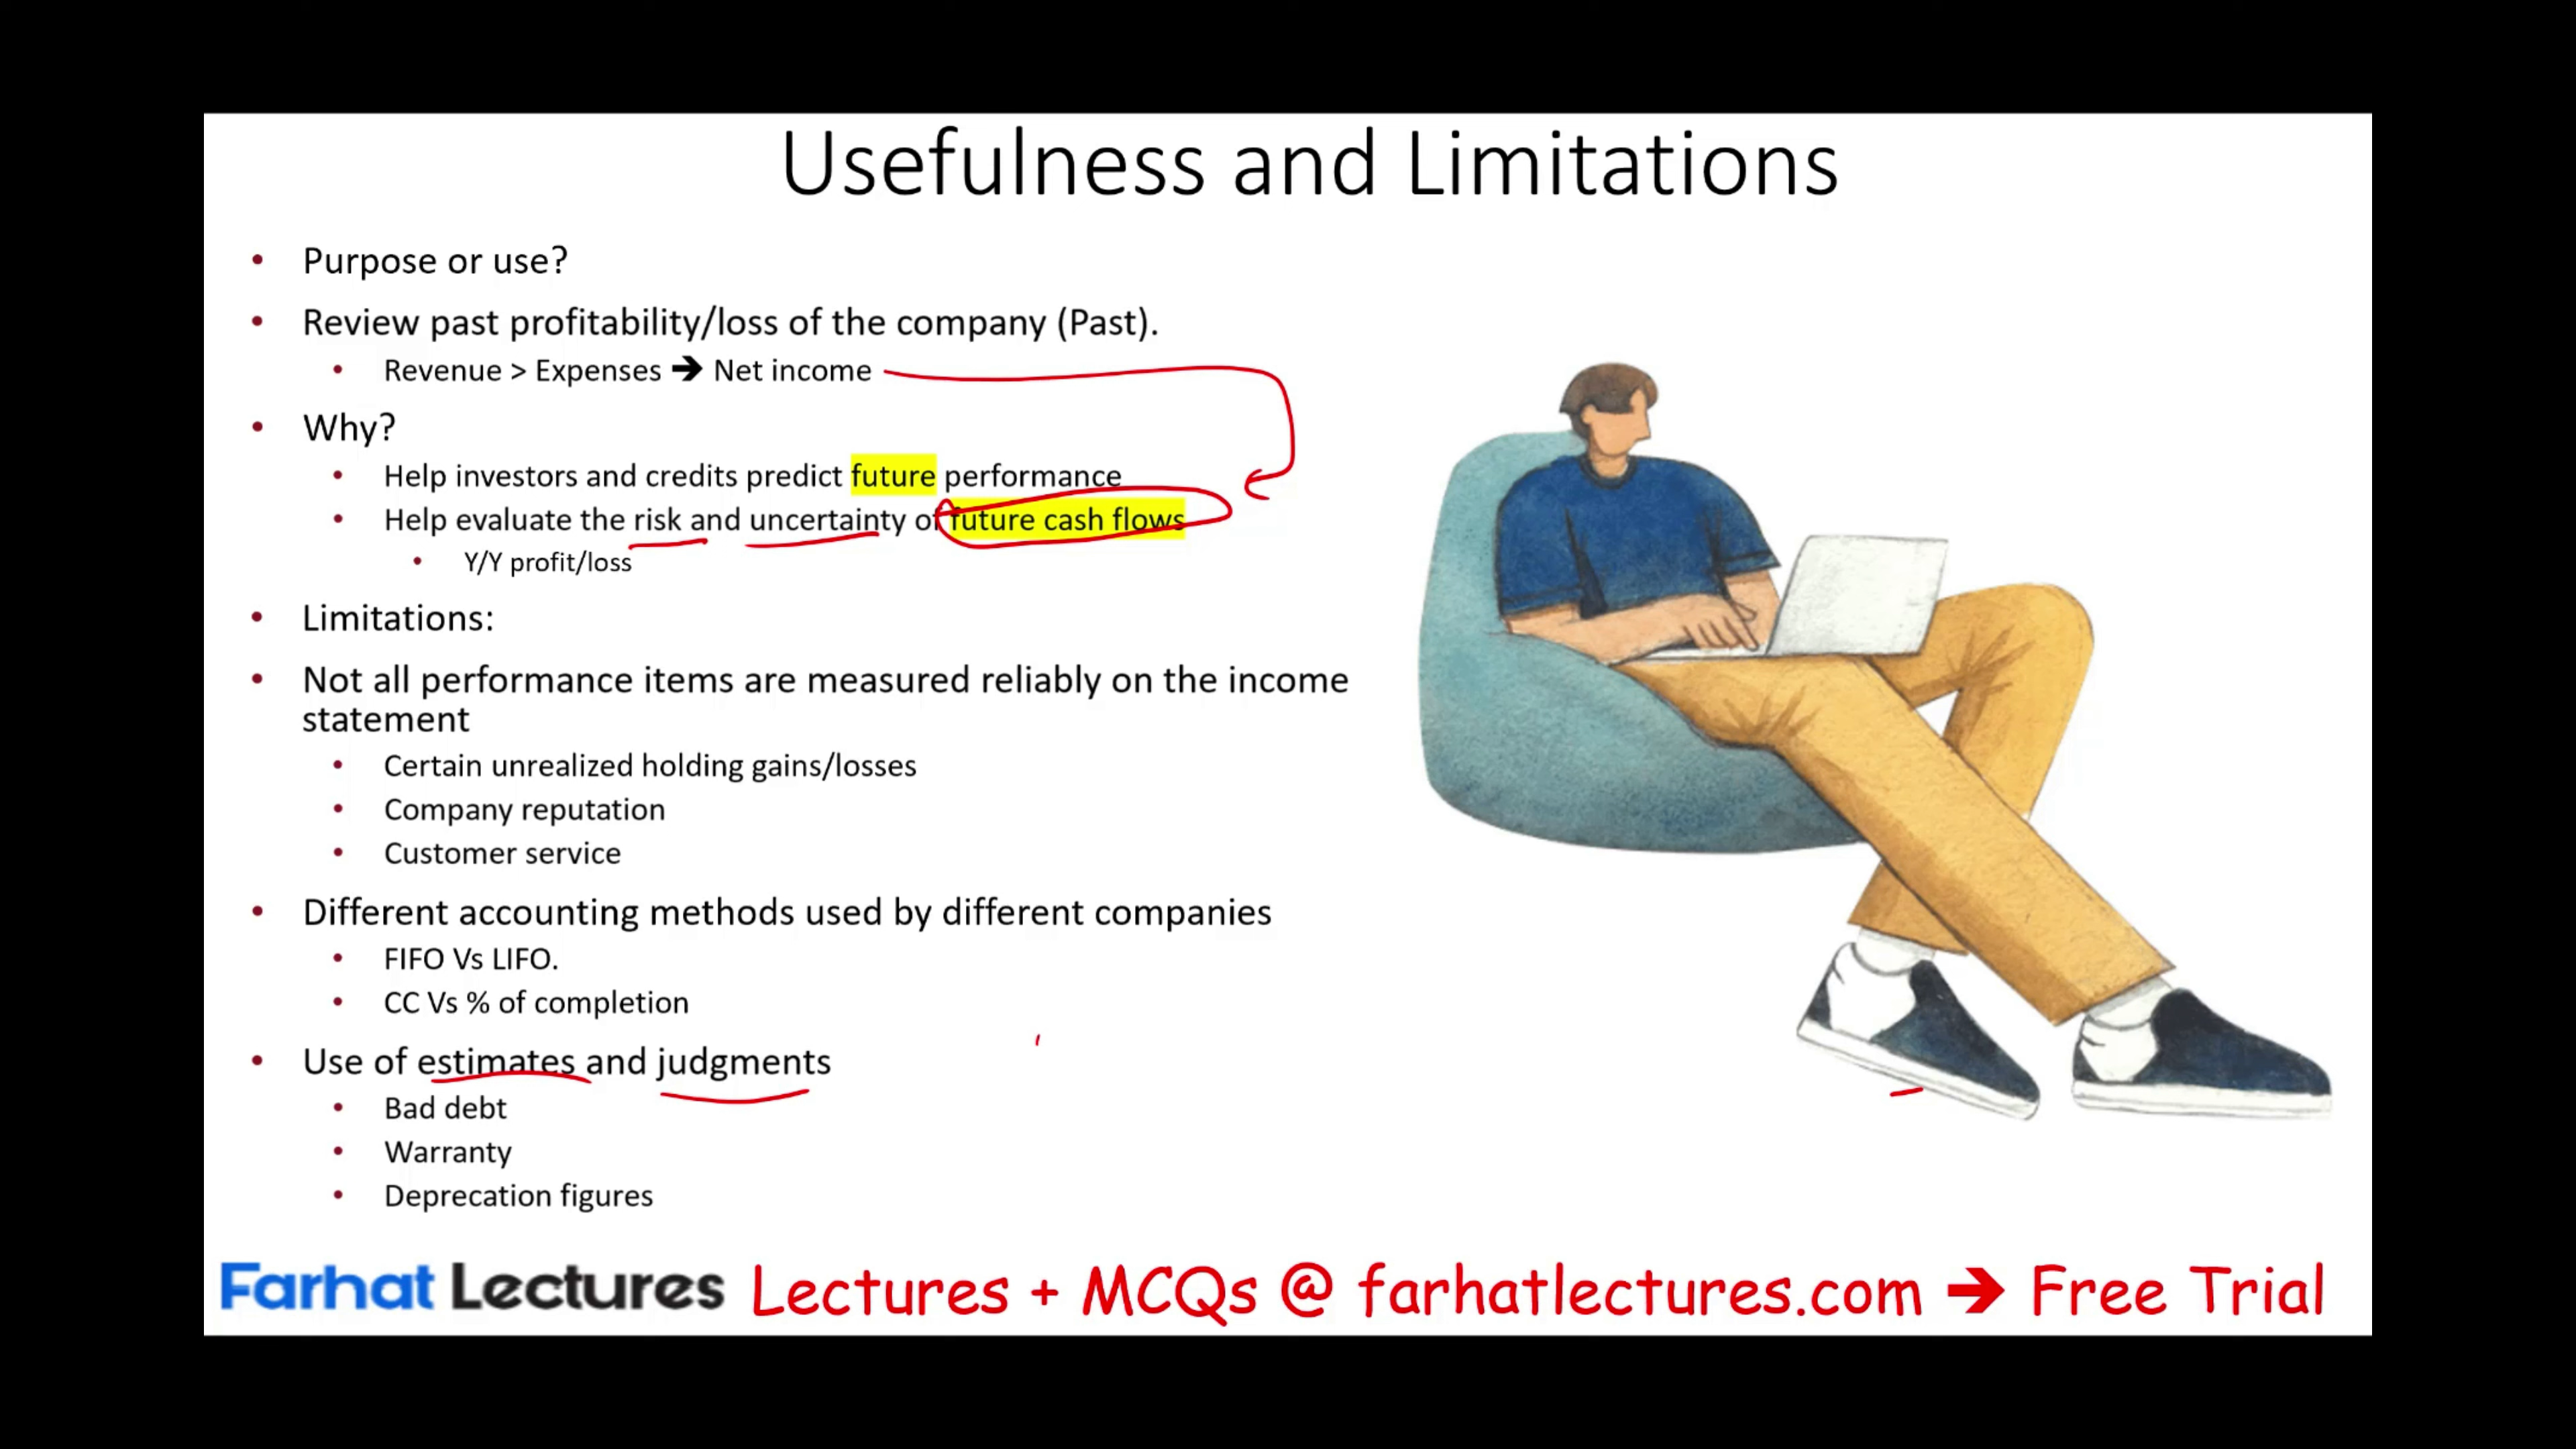 Usefulness and Limitations
• Purpose or use?
• Review past profitability/loss of the company (Past).
• Revenue > Expenses ➔ Net income
• Why?
• Help investors and credits predict future performance
• Help evaluate the risk and uncertainty of future cash flows
• Y/Y profit/loss
• Limitations:
• Not all performance items are measured reliably on the income
statement
• Certain unrealized holding gains/losses
• Company reputation
• Customer service
• Different accounting methods used by different companies
• FIFO Vs LIFO.
• CC Vs % of completion
• Use of estimates and judgments
• Bad debt
• Warranty
• Deprecation figures
Farhat Lectures Lectures + MCQs @ farhatlectures.com ➔ Free Trial